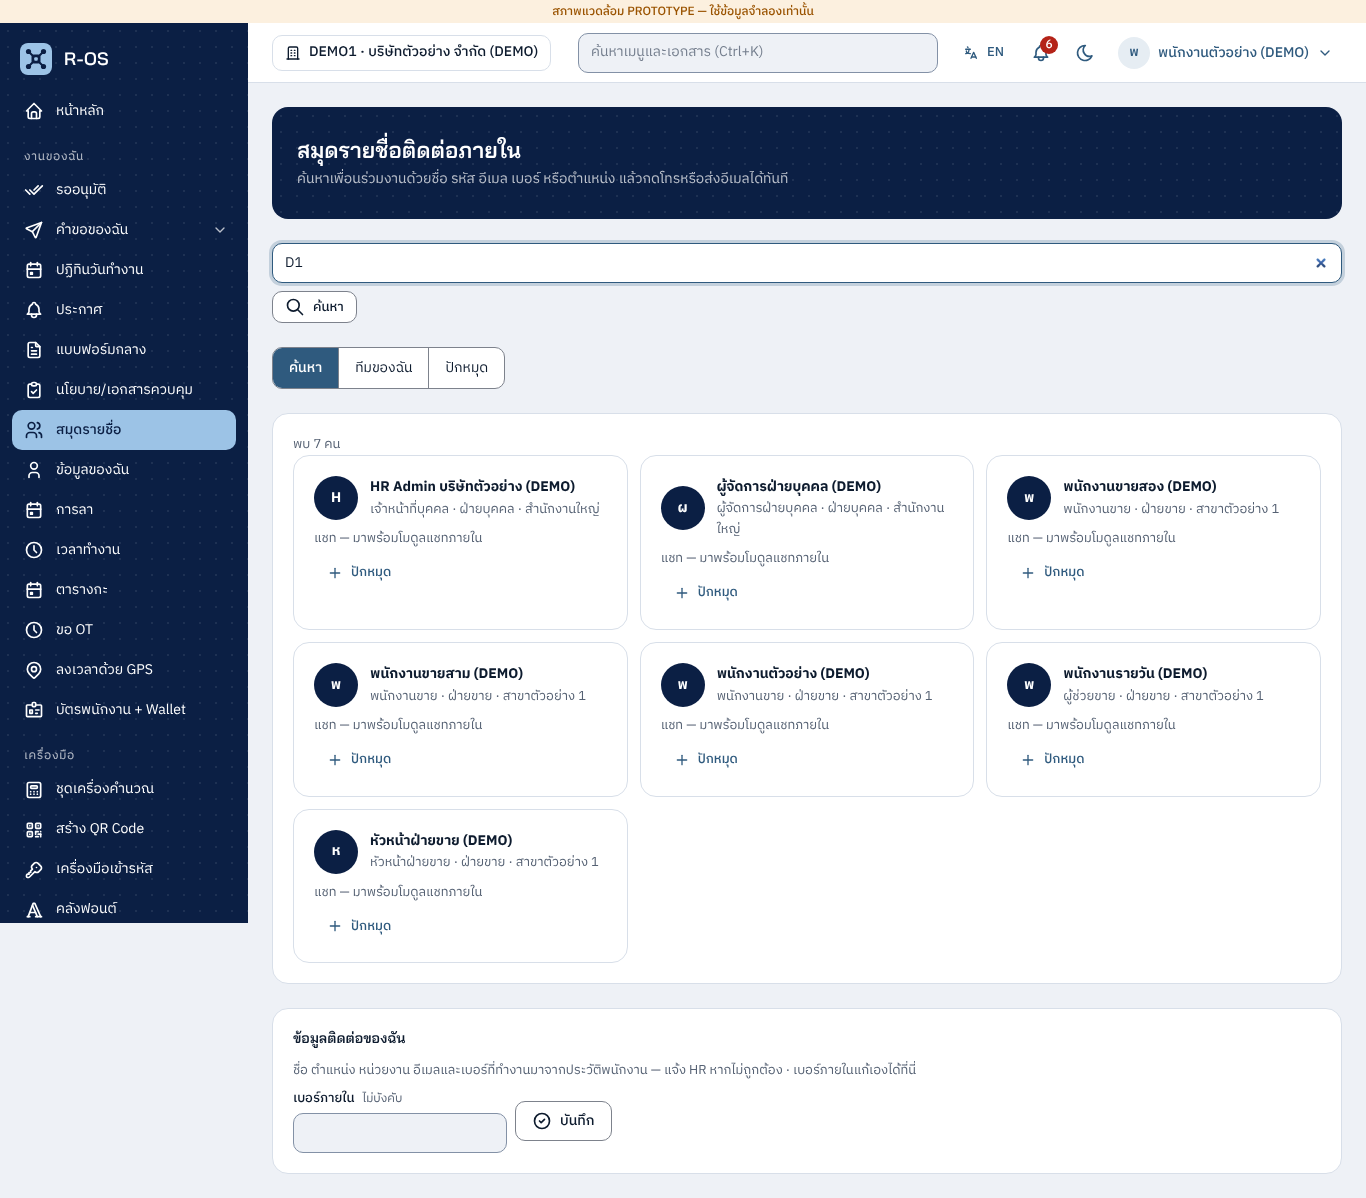 สภาพแวดล้อม PROTOTYPE — ใช้ข้อมูลจำลองเท่านั้น
R-OS
หน้าหลัก
งานของฉัน
รออนุมัติ
คำขอของฉัน
ปฏิทินวันทำงาน
ประกาศ
แบบฟอร์มกลาง
นโยบาย/เอกสารควบคุม
สมุดรายชื่อ
ข้อมูลของฉัน
การลา
เวลาทำงาน
ตารางกะ
ขอ OT
ลงเวลาด้วย GPS
บัตรพนักงาน + Wallet
เครื่องมือ
ชุดเครื่องคำนวณ
สร้าง QR Code
เครื่องมือเข้ารหัส
คลังฟอนต์
DEMO1 · บริษัทตัวอย่าง จำกัด (DEMO)
ค้นหาเมนูและเอกสาร (Ctrl+K)
EN
6
พ
พนักงานตัวอย่าง (DEMO)
สมุดรายชื่อติดต่อภายใน
ค้นหาเพื่อนร่วมงานด้วยชื่อ รหัส อีเมล เบอร์ หรือตำแหน่ง แล้วกดโทรหรือส่งอีเมลได้ทันที
D1
ค้นหา
ค้นหา
ทีมของฉัน
ปักหมุด
พบ 7 คน
H
HR Admin บริษัทตัวอย่าง (DEMO)
เจ้าหน้าที่บุคคล · ฝ่ายบุคคล · สำนักงานใหญ่
แชท — มาพร้อมโมดูลแชทภายใน
ปักหมุด
ผ
ผู้จัดการฝ่ายบุคคล (DEMO)
ผู้จัดการฝ่ายบุคคล · ฝ่ายบุคคล · สำนักงาน
ใหญ่
แชท — มาพร้อมโมดูลแชทภายใน
ปักหมุด
พ
พนักงานขายสอง (DEMO)
พนักงานขาย · ฝ่ายขาย · สาขาตัวอย่าง 1
แชท — มาพร้อมโมดูลแชทภายใน
ปักหมุด
พ
พนักงานขายสาม (DEMO)
พนักงานขาย · ฝ่ายขาย · สาขาตัวอย่าง 1
แชท — มาพร้อมโมดูลแชทภายใน
ปักหมุด
พ
พนักงานตัวอย่าง (DEMO)
พนักงานขาย · ฝ่ายขาย · สาขาตัวอย่าง 1
แชท — มาพร้อมโมดูลแชทภายใน
ปักหมุด
พ
พนักงานรายวัน (DEMO)
ผู้ช่วยขาย · ฝ่ายขาย · สาขาตัวอย่าง 1
แชท — มาพร้อมโมดูลแชทภายใน
ปักหมุด
ห
หัวหน้าฝ่ายขาย (DEMO)
หัวหน้าฝ่ายขาย · ฝ่ายขาย · สาขาตัวอย่าง 1
แชท — มาพร้อมโมดูลแชทภายใน
ปักหมุด
ข้อมูลติดต่อของฉัน
ชื่อ ตำแหน่ง หน่วยงาน อีเมลและเบอร์ที่ทำงานมาจากประวัติพนักงาน — แจ้ง HR หากไม่ถูกต้อง · เบอร์ภายในแก้เองได้ที่นี่
เบอร์ภายใน ไม่บังคับ
บันทึก